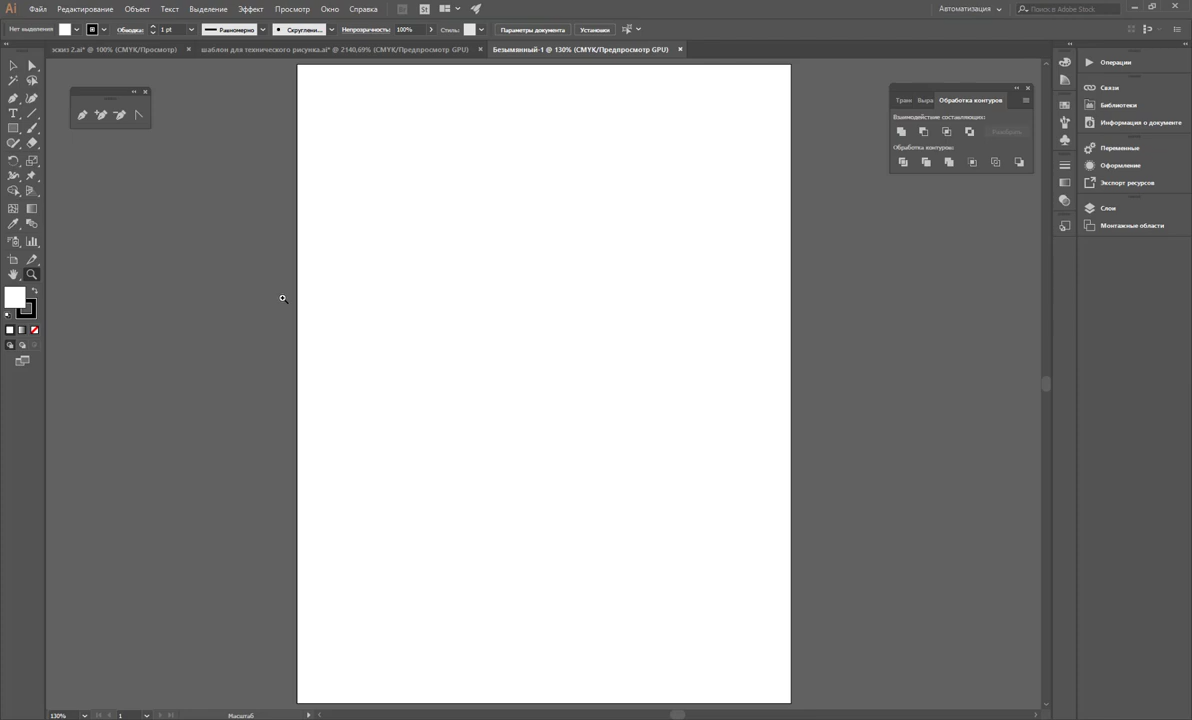 Ai Файл Редактирование Объект Текст Выделение Эффект Просмотр Окно Справка Br St Автоматизация Поиск в Adobe Stock
Нет выделения Обводка: 1 pt Равномерно Скруглени... Непрозрачность: 100% Стиль: Параметры документа Установки
эскиз 2.ai* @ 100% (CMYK/Просмотр) × шаблон для технического рисунка.ai* @ 2140,69% (CMYK/Предпросмотр GPU) × Безымянный-1 @ 130% (CMYK/Предпросмотр GPU) ×
Тран Выра Обработка контуров
Взаимодействие составляющих:
Разобрать
Обработка контуров:
Операции
Связи
Библиотеки
Информация о документе
Переменные
Оформление
Экспорт ресурсов
Слои
Монтажные области
130% 1 Масштаб